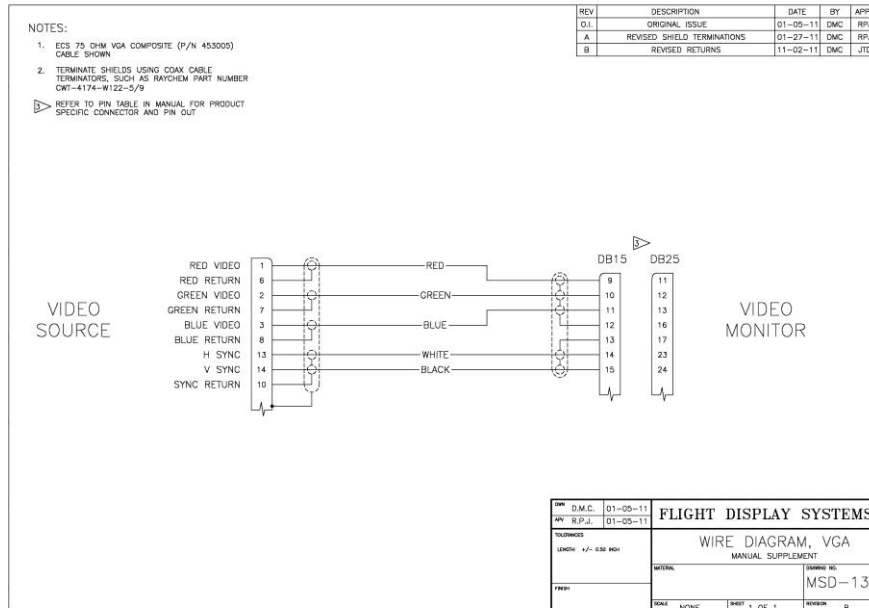 NOTES:
1. ECS 75 OHM VGA COMPOSITE (P/N 453005)
CABLE SHOWN
2. TERMINATE SHIELDS USING COAX CABLE
TERMINATORS, SUCH AS RAYCHEM PART NUMBER
CWT-4174-W122-5/9
3 REFER TO PIN TABLE IN MANUAL FOR PRODUCT
SPECIFIC CONNECTOR AND PIN OUT
REV DESCRIPTION DATE BY APP
O.I. ORIGINAL ISSUE 01-05-11 DMC RP
A REVISED SHIELD TERMINATIONS 01-27-11 DMC RP
B REVISED RETURNS 11-02-11 DMC JT
3
DB15 DB25
VIDEO
SOURCE
RED VIDEO 1
RED RETURN 6
GREEN VIDEO 2
GREEN RETURN 7
BLUE VIDEO 3
BLUE RETURN 8
H SYNC 13
V SYNC 14
SYNC RETURN 10
RED
GREEN
BLUE
WHITE
BLACK
9 11
10 12
11 13
12 16
13 17
14 23
15 24
VIDEO
MONITOR
DWN D.M.C. 01-05-11
APV R.P.J. 01-05-11
TOLERANCES
LENGTH +/- 0.50 INCH
FINISH
FLIGHT DISPLAY SYSTEMS
WIRE DIAGRAM, VGA
MANUAL SUPPLEMENT
MATERIAL
DRAWING NO.
MSD-13
SCALE NONE SHEET 1 OF 1 REVISION B